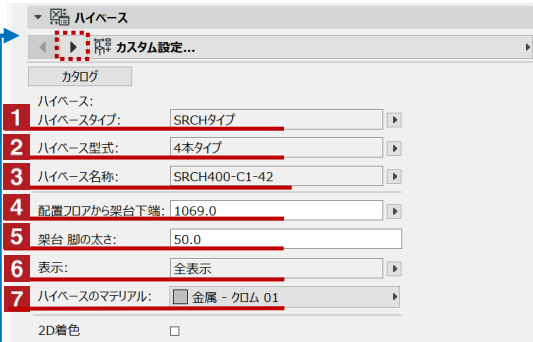 ハイベース
カスタム設定...
カタログ
ハイベース:
1 ハイベースタイプ: SRCHタイプ
2 ハイベース型式: 4本タイプ
3 ハイベース名称: SRCH400-C1-42
4 配置フロアから架台下端: 1069.0
5 架台 脚の太さ: 50.0
6 表示: 全表示
7 ハイベースのマテリアル: 金属 - クロム 01
2D着色